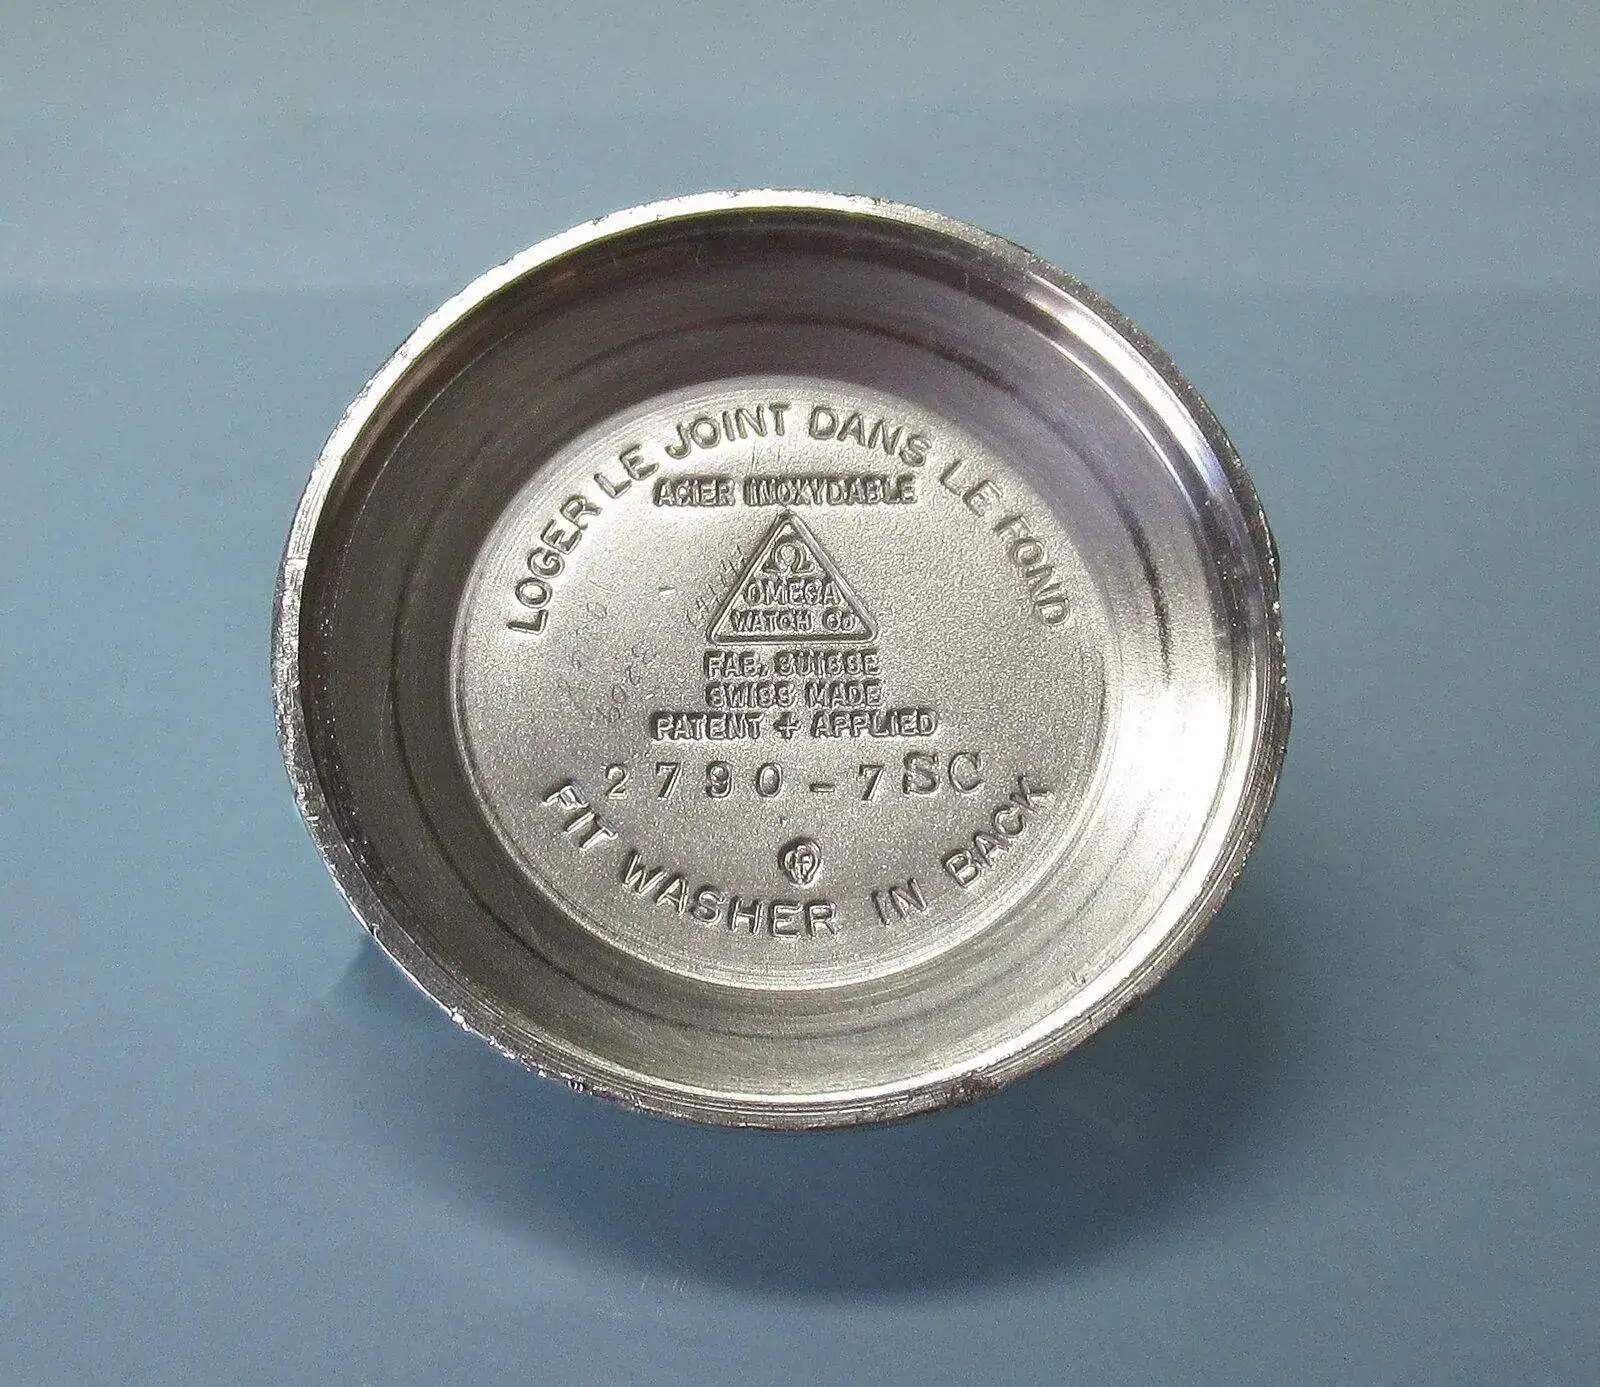 LOGER LE JOINT DANS LE FOND
ACIER INOXYDABLE
Ω
OMEGA
WATCH Co
FAB. SUISSE
SWISS MADE
PATENT + APPLIED
2790-7SC
FIT WASHER IN BACK